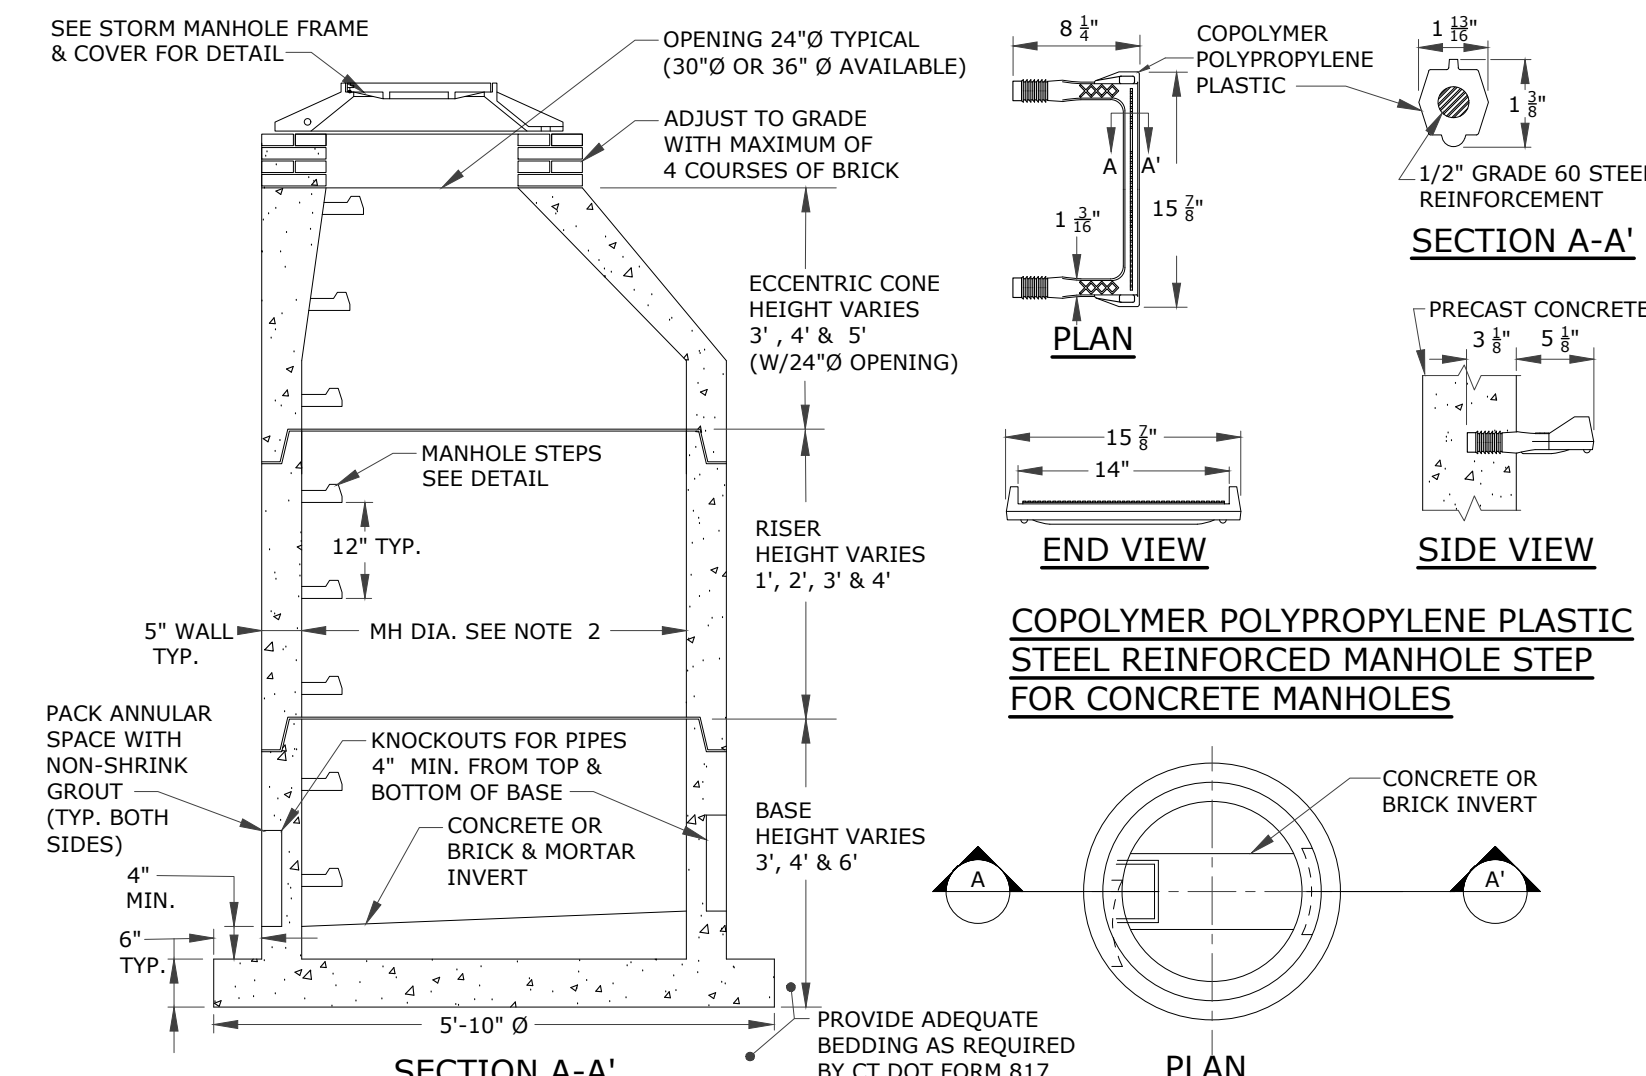 SEE STORM MANHOLE FRAME
& COVER FOR DETAIL
OPENING 24"Ø TYPICAL
(30"Ø OR 36" Ø AVAILABLE)
ADJUST TO GRADE
WITH MAXIMUM OF
4 COURSES OF BRICK
ECCENTRIC CONE
HEIGHT VARIES
3' , 4' & 5'
(W/24"Ø OPENING)
MANHOLE STEPS
SEE DETAIL
12" TYP.
RISER
HEIGHT VARIES
1', 2', 3' & 4'
5" WALL
TYP.
MH DIA. SEE NOTE 2
PACK ANNULAR
SPACE WITH
NON-SHRINK
GROUT
(TYP. BOTH
SIDES)
KNOCKOUTS FOR PIPES
4" MIN. FROM TOP &
BOTTOM OF BASE
CONCRETE OR
BRICK & MORTAR
INVERT
BASE
HEIGHT VARIES
3', 4' & 6'
4"
MIN.
6"
TYP.
5'-10" Ø
PROVIDE ADEQUATE
BEDDING AS REQUIRED
BY CT DOT FORM 817
SECTION A-A'
8 1/4"
COPOLYMER
POLYPROPYLENE
PLASTIC
A A'
1 3/16"
15 7/8"
PLAN
1 13/16"
1 3/8"
1/2" GRADE 60 STEEL
REINFORCEMENT
SECTION A-A'
15 7/8"
14"
END VIEW
PRECAST CONCRETE
3 1/8" 5 1/8"
SIDE VIEW
COPOLYMER POLYPROPYLENE PLASTIC
STEEL REINFORCED MANHOLE STEP
FOR CONCRETE MANHOLES
CONCRETE OR
BRICK INVERT
A A'
PLAN